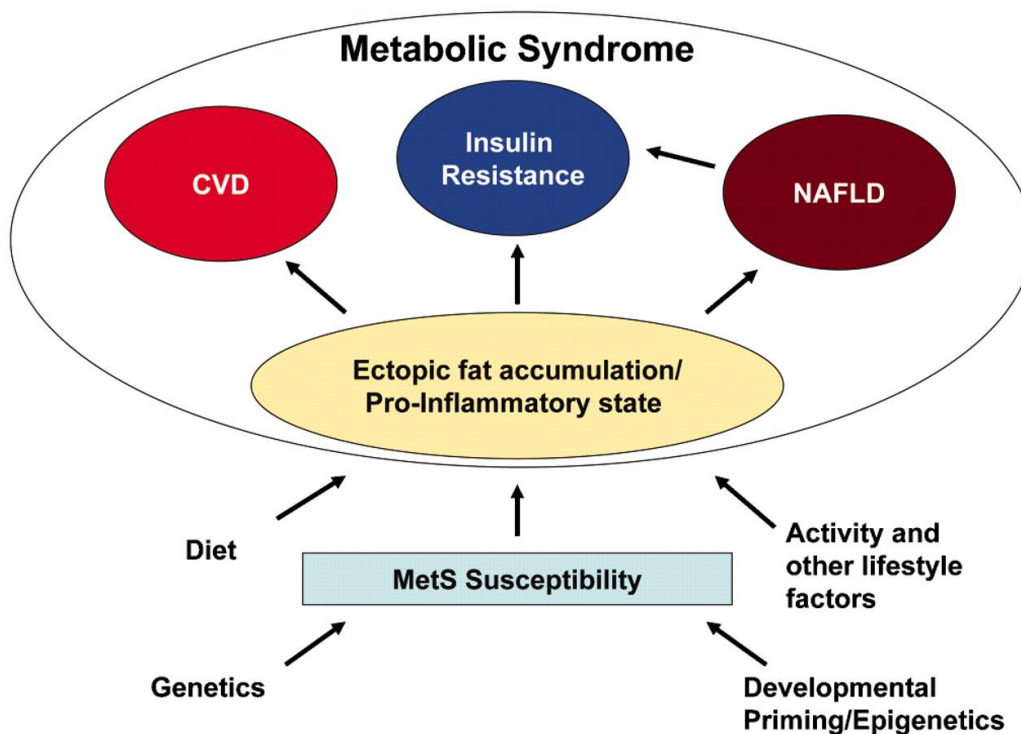 Metabolic Syndrome
CVD
Insulin
Resistance
NAFLD
Ectopic fat accumulation/
Pro-Inflammatory state
Diet
Activity and
other lifestyle
factors
MetS Susceptibility
Genetics
Developmental
Priming/Epigenetics